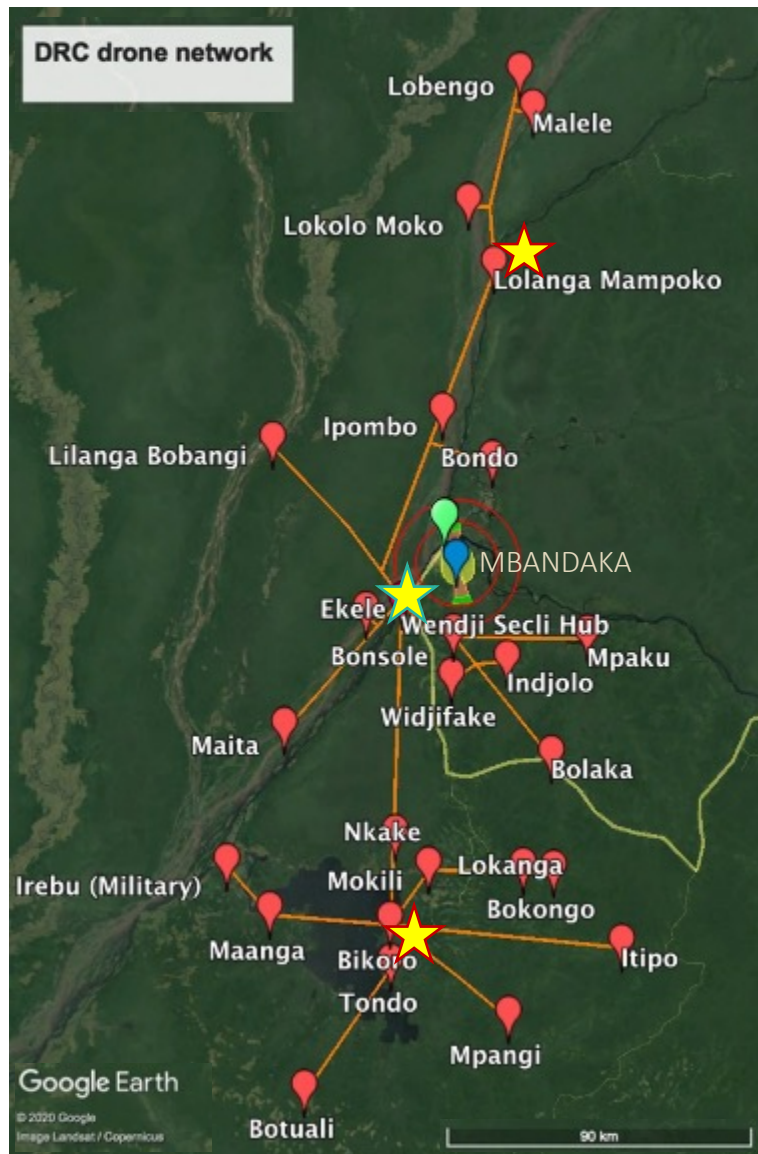 DRC drone network
Lobengo
Malele
Lokolo Moko
Lolanga Mampoko
Ipombo
Lilanga Bobangi
Bondo
MBANDAKA
Ekele
Wendji Secli Hub
Bonsole
Mpaku
Indjolo
Widjifake
Maita
Bolaka
Nkake
Lokanga
Mokili
Irebu (Military)
Bokongo
Maanga
Bikoro
Itipo
Tondo
Mpangi
Google Earth
© 2020 Google
Image Landsat / Copernicus
Botuali
90 km